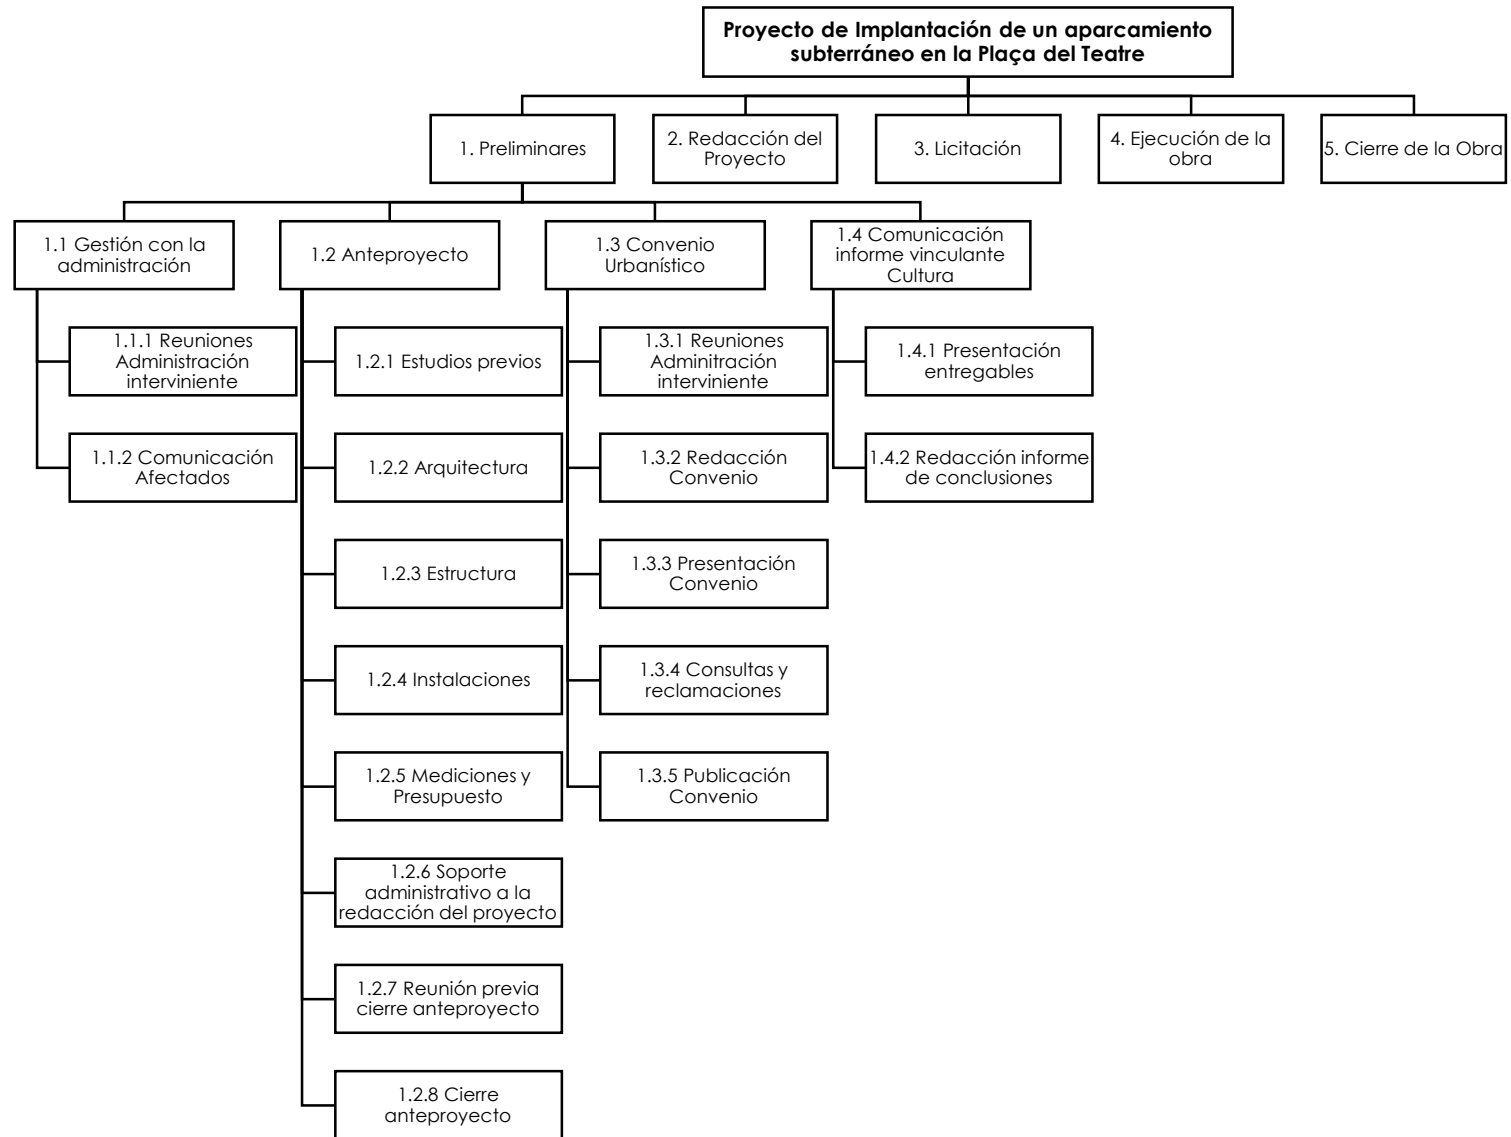 Proyecto de Implantación de un aparcamiento
subterráneo en la Plaça del Teatre
1. Preliminares
2. Redacción del
Proyecto
3. Licitación
4. Ejecución de la
obra
5. Cierre de la Obra
1.1 Gestión con la
administración
1.1.1 Reuniones
Administración
interviniente
1.1.2 Comunicación
Afectados
1.2 Anteproyecto
1.2.1 Estudios previos
1.2.2 Arquitectura
1.2.3 Estructura
1.2.4 Instalaciones
1.2.5 Mediciones y
Presupuesto
1.2.6 Soporte
administrativo a la
redacción del proyecto
1.2.7 Reunión previa
cierre anteproyecto
1.2.8 Cierre
anteproyecto
1.3 Convenio
Urbanístico
1.3.1 Reuniones
Adminitración
interviniente
1.3.2 Redacción
Convenio
1.3.3 Presentación
Convenio
1.3.4 Consultas y
reclamaciones
1.3.5 Publicación
Convenio
1.4 Comunicación
informe vinculante
Cultura
1.4.1 Presentación
entregables
1.4.2 Redacción informe
de conclusiones